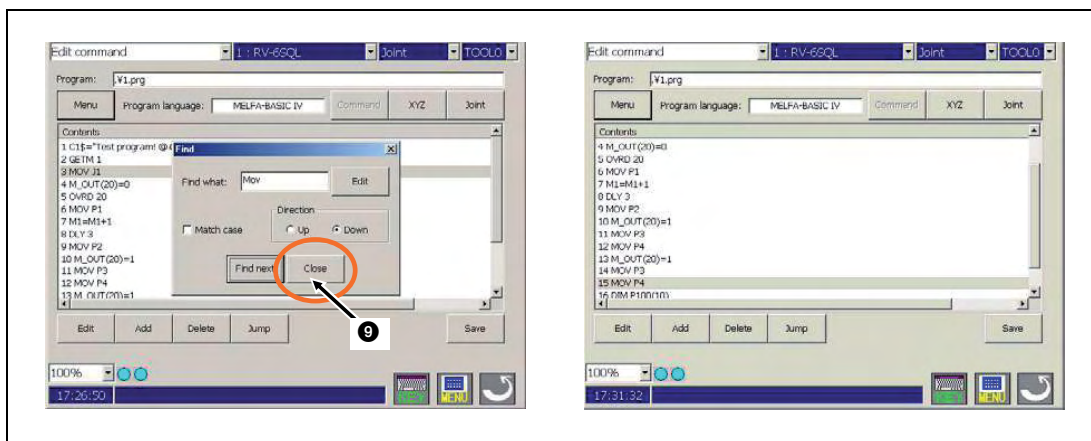 Edit command 1 : RV-6SQL Joint TOOL0
Program: .¥1.prg
Menu Program language: MELFA-BASIC IV Command XYZ Joint
Contents
1 C1$="Test program! @
2 GETM 1
3 MOV J1
4 M_OUT(20)=0
5 OVRD 20
6 MOV P1
7 M1=M1+1
8 DLY 3
9 MOV P2
10 M_OUT(20)=1
11 MOV P3
12 MOV P4
13 M_OUT(20)=1
Find
Find what: Mov Edit
Direction
Match case Up Down
Find next Close
9
Edit Add Delete Jump Save
100%
17:26:50 KEY MENU
Edit command 1 : RV-6SQL Joint TOOL0
Program: .¥1.prg
Menu Program language: MELFA-BASIC IV Command XYZ Joint
Contents
4 M_OUT(20)=0
5 OVRD 20
6 MOV P1
7 M1=M1+1
8 DLY 3
9 MOV P2
10 M_OUT(20)=1
11 MOV P3
12 MOV P4
13 M_OUT(20)=1
14 MOV P3
15 MOV P4
16 DIM P100(10)
Edit Add Delete Jump Save
100%
17:31:32 KEY MENU